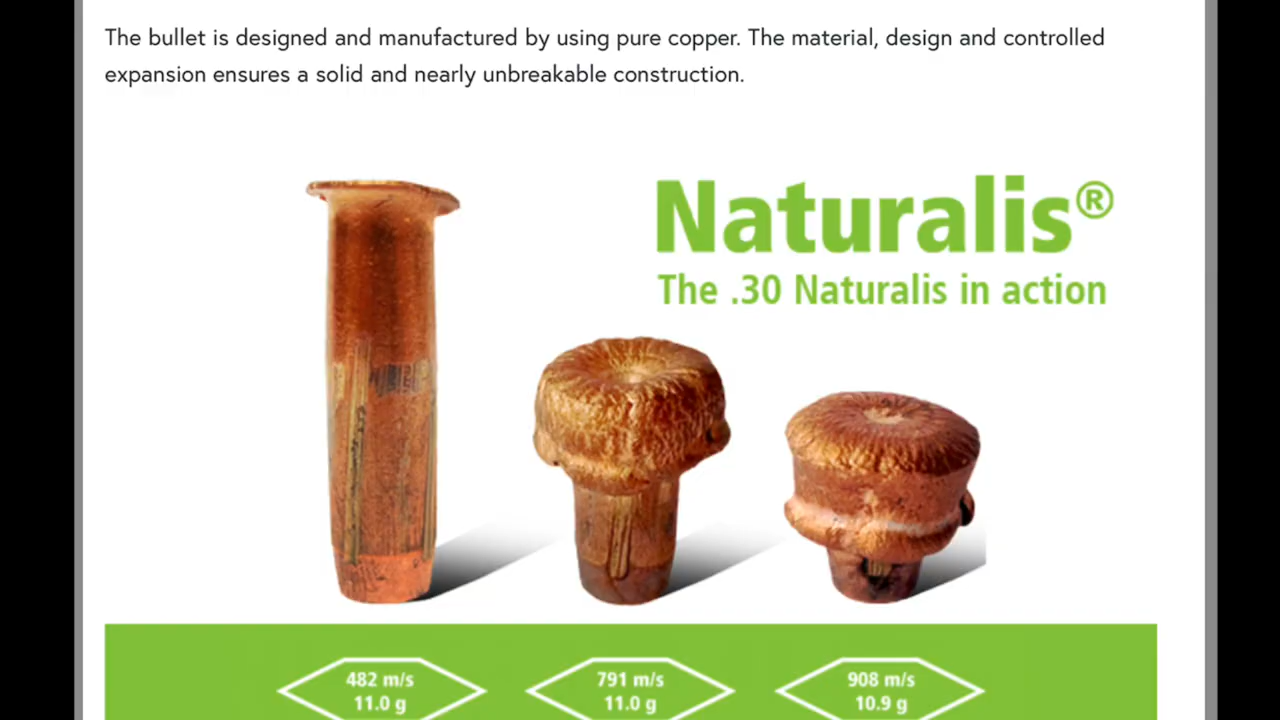 The bullet is designed and manufactured by using pure copper. The material, design and controlled
expansion ensures a solid and nearly unbreakable construction.
Naturalis®
The .30 Naturalis in action
482 m/s
11.0 g
791 m/s
11.0 g
908 m/s
10.9 g